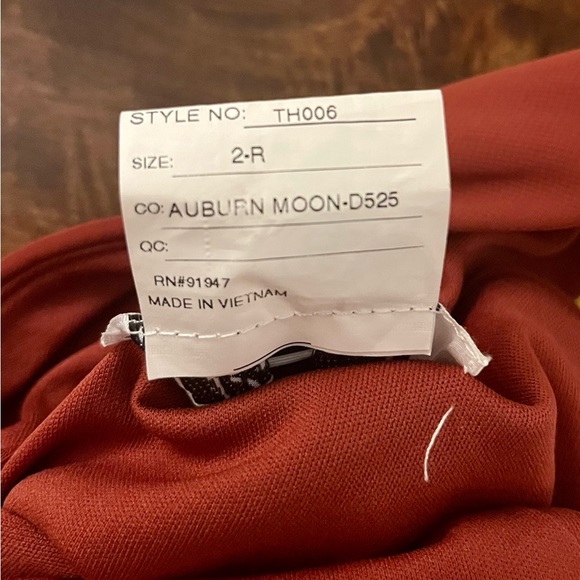 STYLE NO: TH006
SIZE: 2-R
CO: AUBURN MOON-D525
QC:
RN#91947
MADE IN VIETNAM